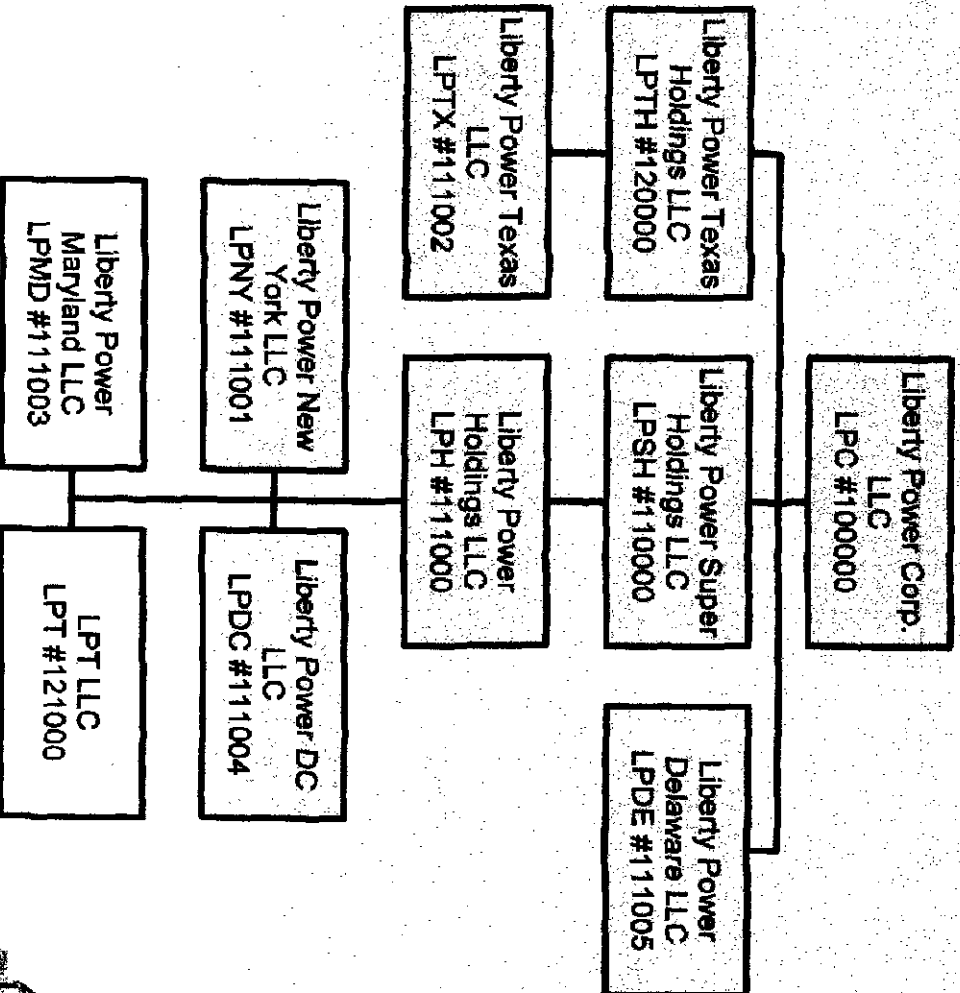 Liberty Power Corp.
LLC
LPC #100000
Liberty Power Texas
Holdings LLC
LPTH #120000
Liberty Power Super
Holdings LLC
LPSH #110000
Liberty Power
Delaware LLC
LPDE #111005
Liberty Power Texas
LLC
LPTX #111002
Liberty Power
Holdings LLC
LPH #111000
Liberty Power New
York LLC
LPNY #111001
Liberty Power DC
LLC
LPDC #111004
Liberty Power
Maryland LLC
LPMD #111003
LPT LLC
LPT #121000